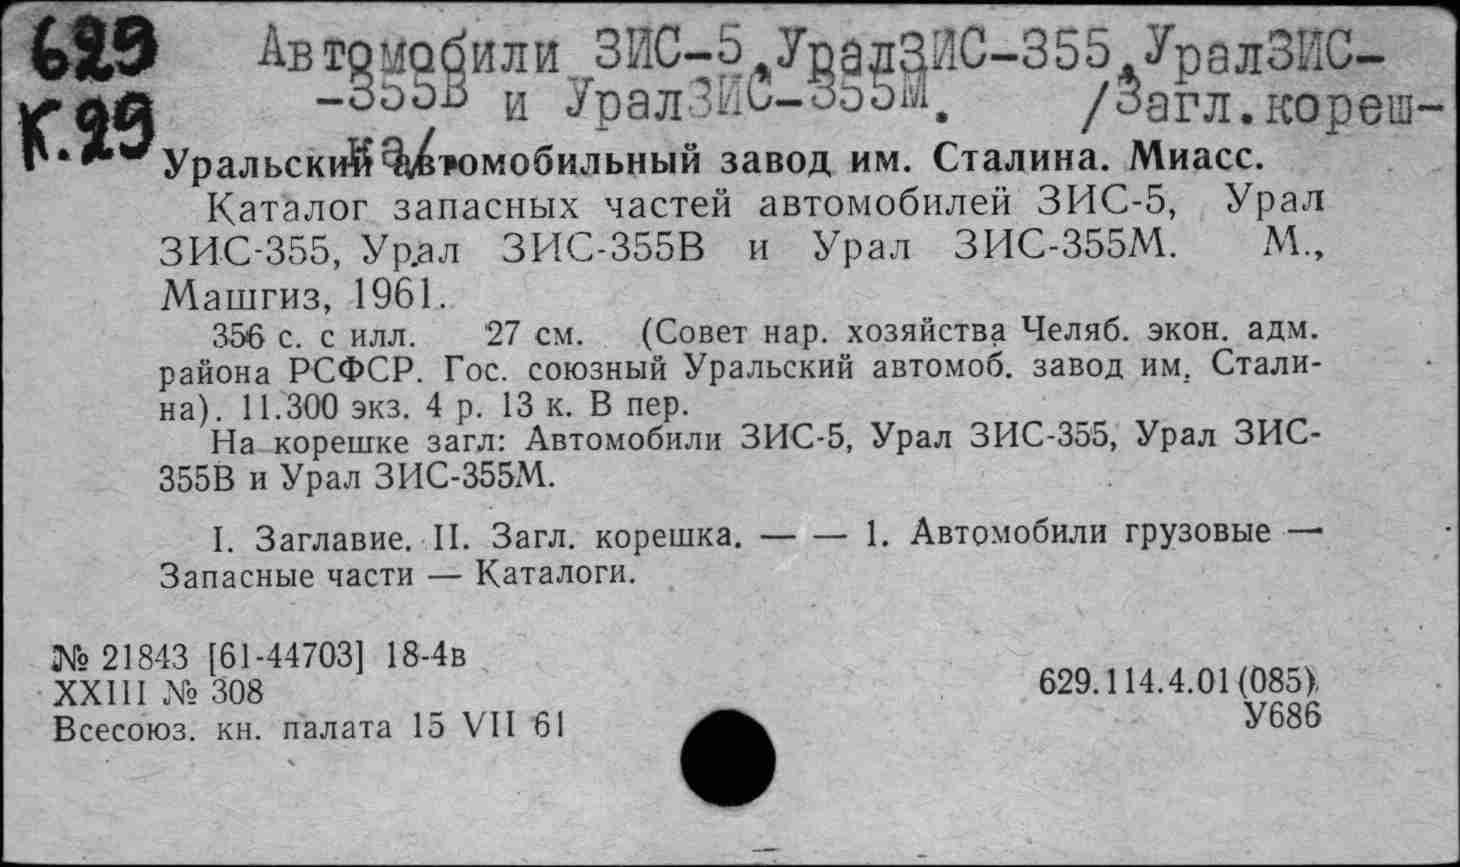 629 Автомобили ЗИС-5, УралЗИС-355, УралЗИС-
К.29 -355В и УралЗИС-355М. /Загл.кореш-
ка/
Уральский автомобильный завод им. Сталина. Миасс.
Каталог запасных частей автомобилей ЗИС-5, Урал
ЗИС-355, Урал ЗИС-355В и Урал ЗИС-355М. М.,
Машгиз, 1961.
356 с. с илл. 27 см. (Совет нар. хозяйства Челяб. экон. адм.
района РСФСР. Гос. союзный Уральский автомоб. завод им. Стали-
на). 11.300 экз. 4 р. 13 к. В пер.
На корешке загл: Автомобили ЗИС-5, Урал ЗИС-355, Урал ЗИС-
355В и Урал ЗИС-355М.
I. Заглавие. II. Загл. корешка. — — 1. Автомобили грузовые —
Запасные части — Каталоги.
№ 21843 [61-44703] 18-4в
XXIII № 308
Всесоюз. кн. палата 15 VII 61
629.114.4.01(085)
У686